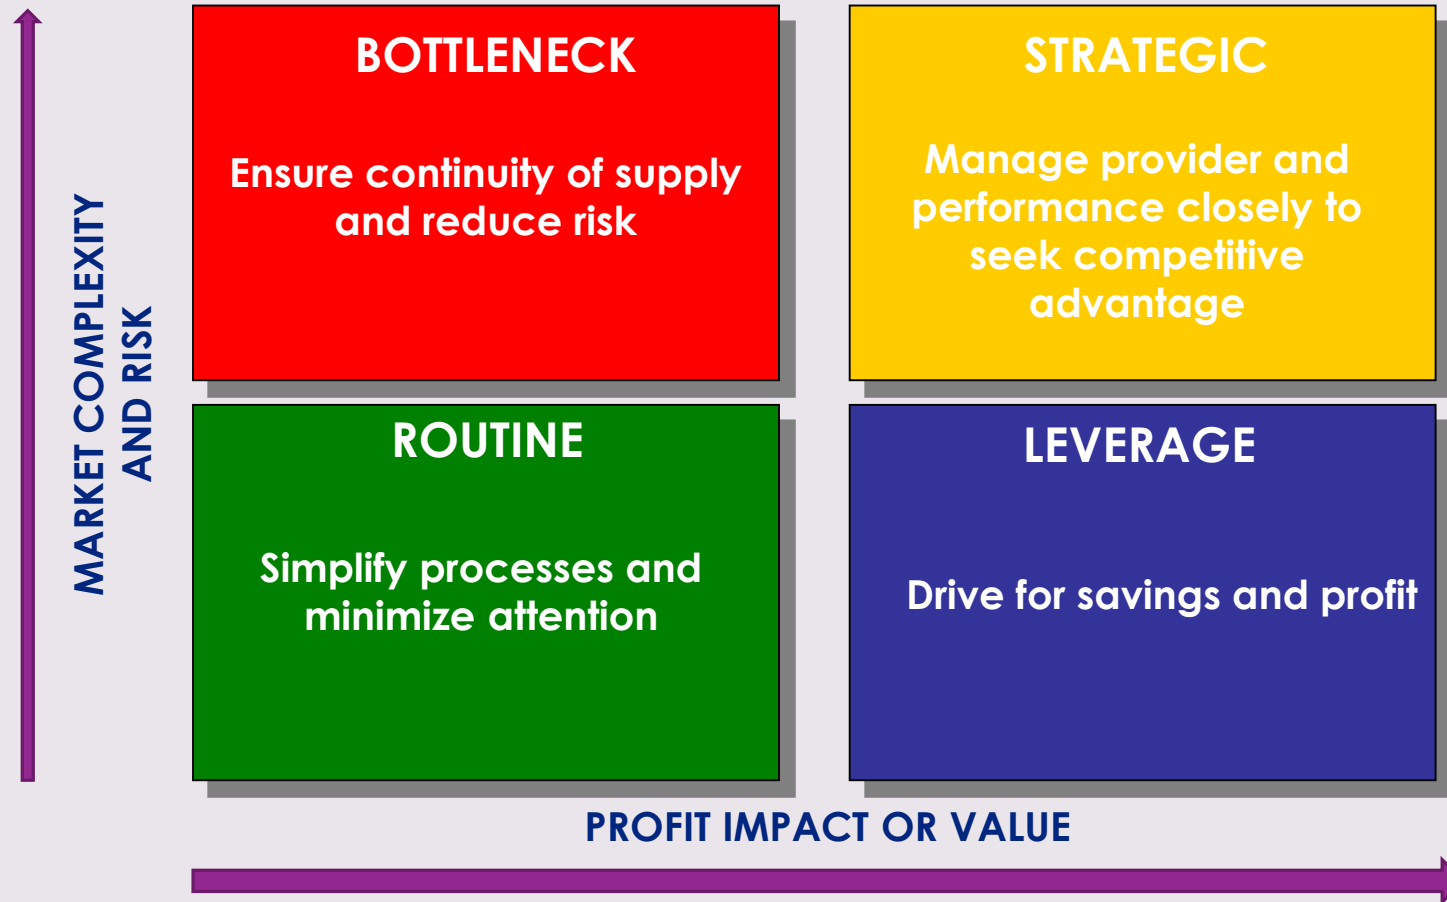 BOTTLENECK
Ensure continuity of supply
and reduce risk
STRATEGIC
Manage provider and
performance closely to
seek competitive
advantage
MARKET COMPLEXITY
AND RISK
ROUTINE
Simplify processes and
minimize attention
LEVERAGE
Drive for savings and profit
PROFIT IMPACT OR VALUE